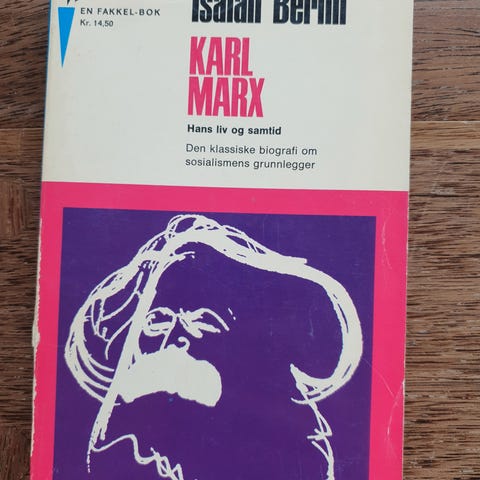 EN FAKKEL-BOK
Kr. 14,50
Isaiah Berlin
KARL
MARX
Hans liv og samtid
Den klassiske biografi om
sosialismens grunnlegger